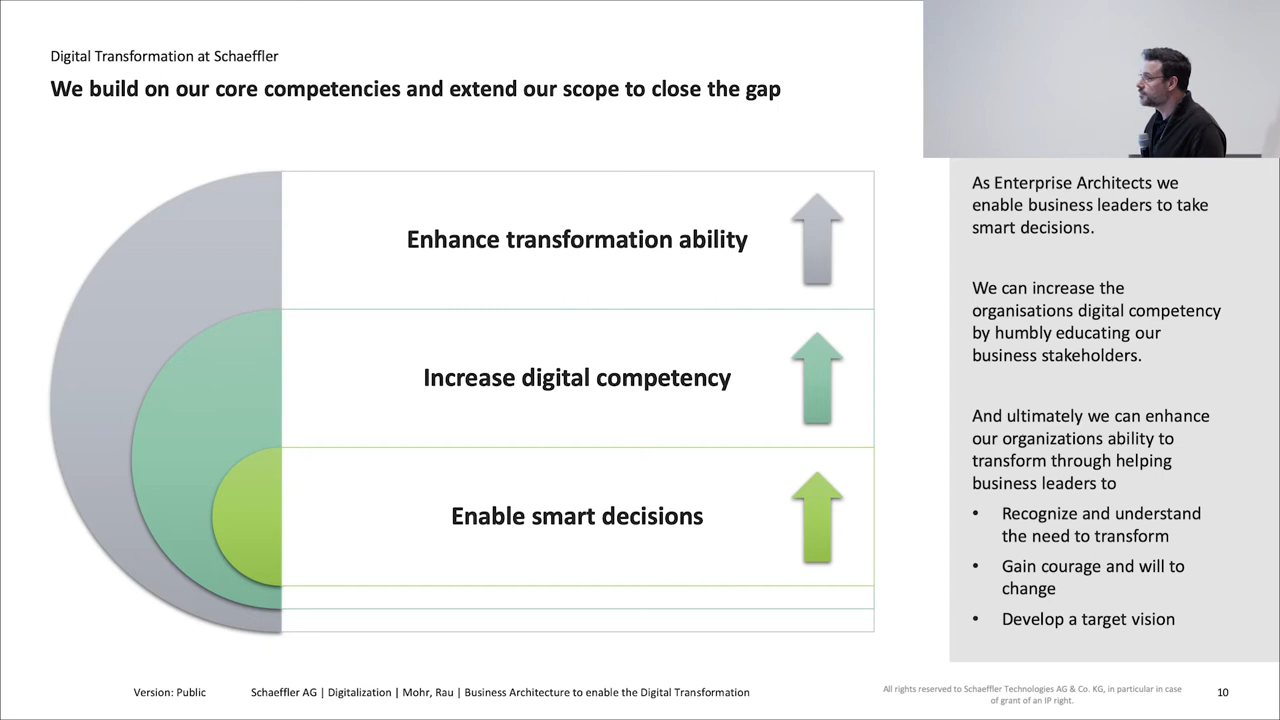 Digital Transformation at Schaeffler
We build on our core competencies and extend our scope to close the gap
Enhance transformation ability
Increase digital competency
Enable smart decisions
As Enterprise Architects we
enable business leaders to take
smart decisions.
We can increase the
organisations digital competency
by humbly educating our
business stakeholders.
And ultimately we can enhance
our organizations ability to
transform through helping
business leaders to
• Recognize and understand
the need to transform
• Gain courage and will to
change
• Develop a target vision
Version: Public
Schaeffler AG | Digitalization | Mohr, Rau | Business Architecture to enable the Digital Transformation
All rights reserved to Schaeffler Technologies AG & Co. KG, in particular in case
of grant of an IP right.
10